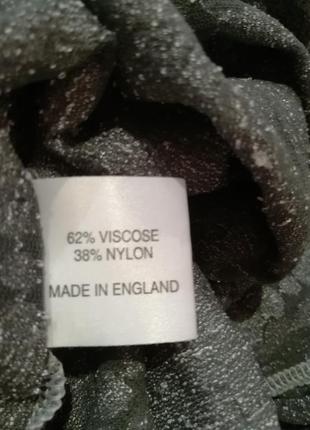 62% VISCOSE
38% NYLON
MADE IN ENGLAND